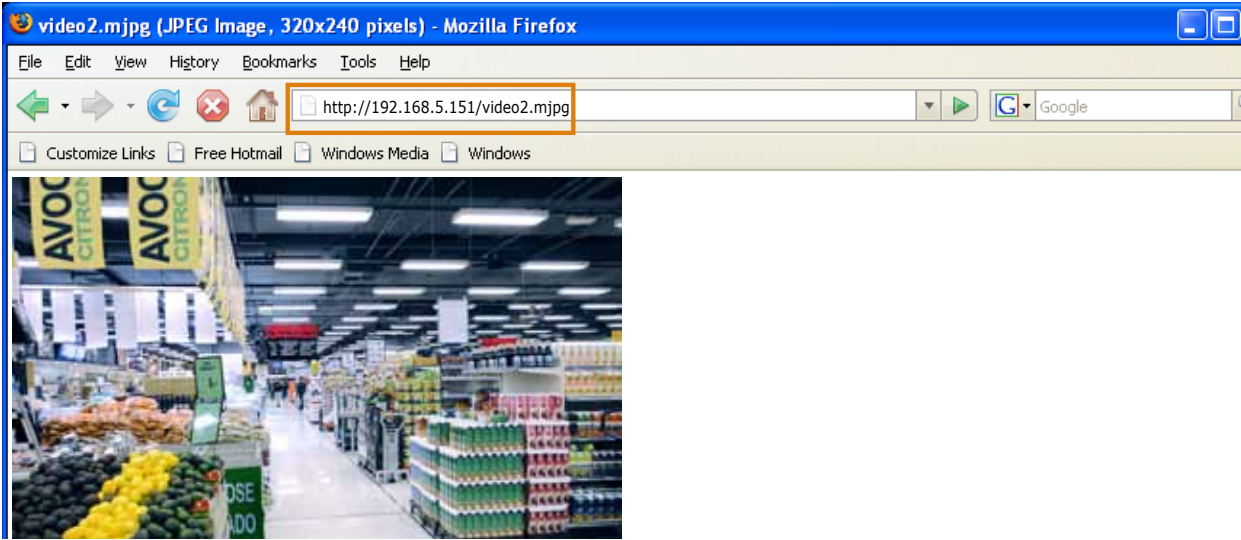 video2.mjpg (JPEG Image, 320x240 pixels) - Mozilla Firefox
File Edit View History Bookmarks Tools Help
http://192.168.5.151/video2.mjpg G Google
Customize Links Free Hotmail Windows Media Windows
AVOC
CITRON
AVOC
CITRON
OSE
ADO